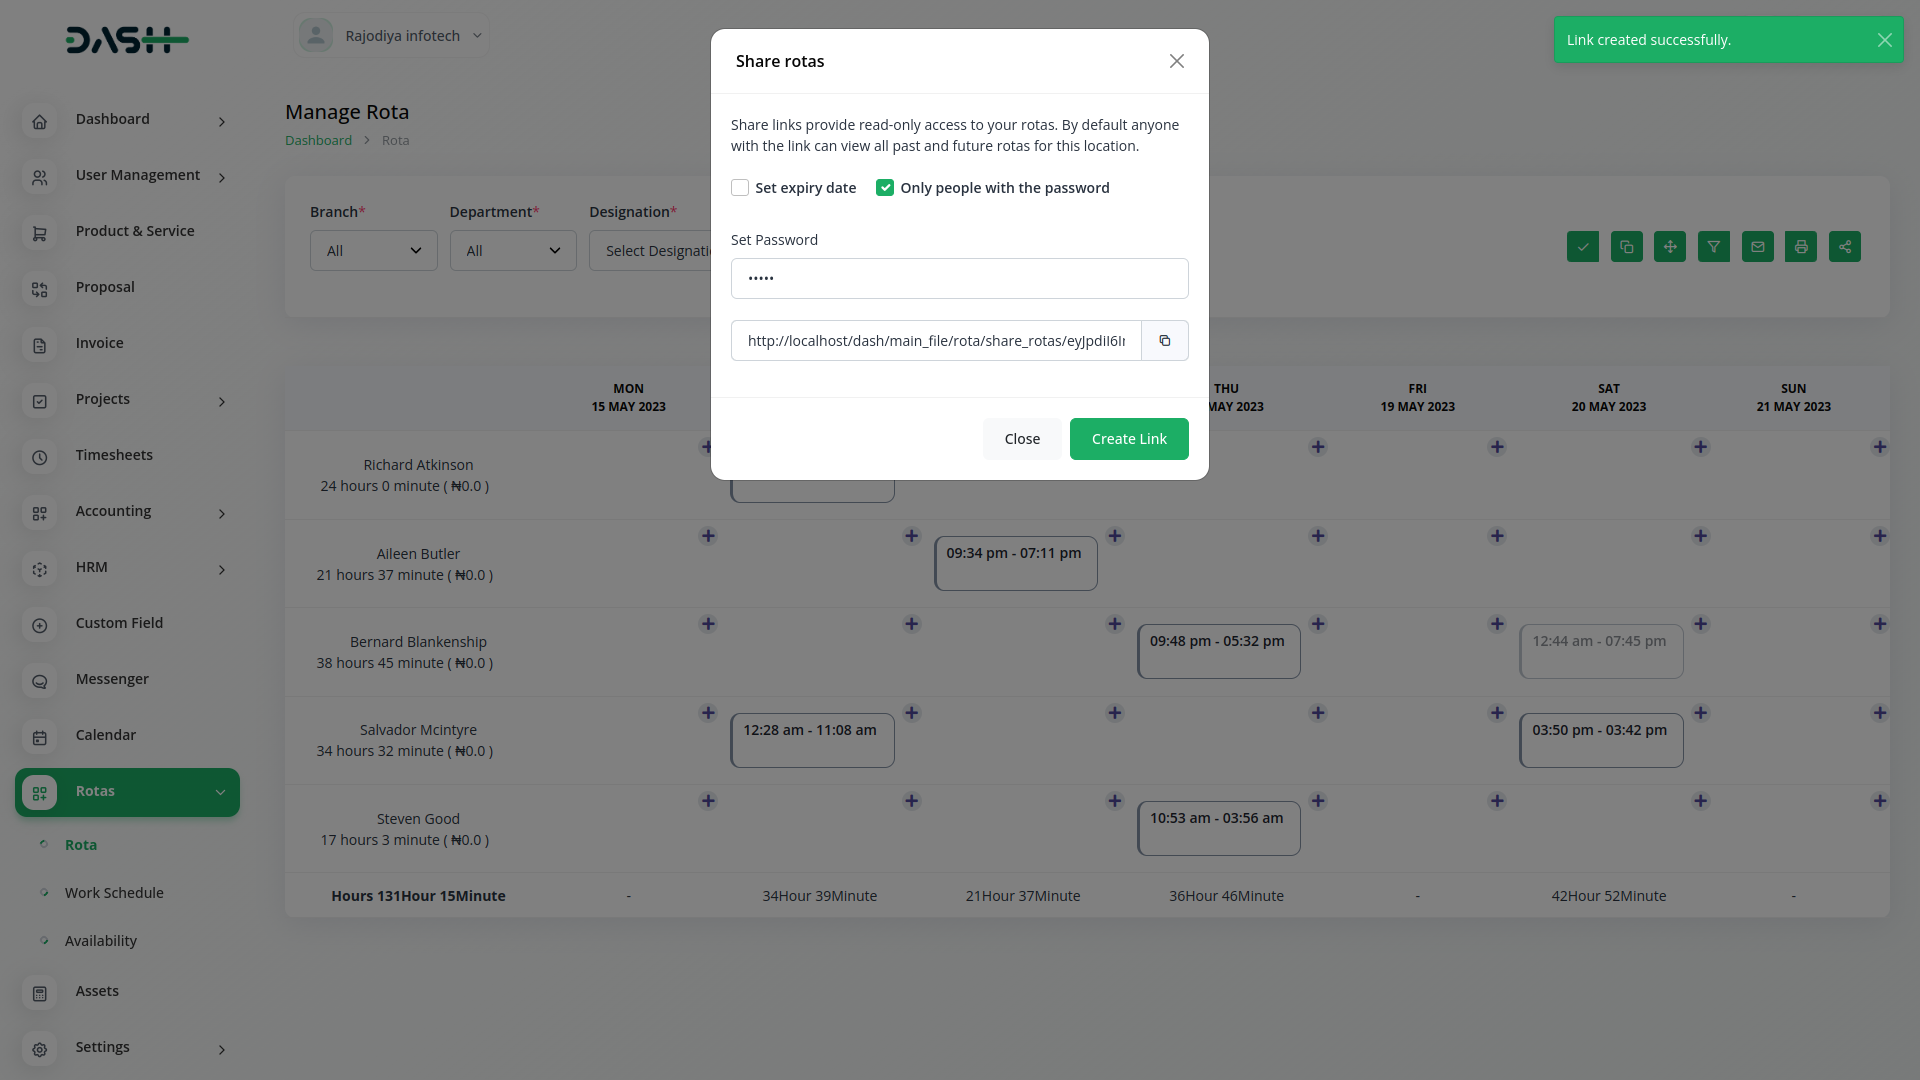 DASH
Rajodiya infotech
Link created successfully.
Share rotas
Share links provide read-only access to your rotas. By default anyone
with the link can view all past and future rotas for this location.
Set expiry date
Only people with the password
Set Password
•••••
http://localhost/dash/main_file/rota/share_rotas/eyJpdiI6Ir
Close
Create Link
Dashboard
User Management
Product & Service
Proposal
Invoice
Projects
Timesheets
Accounting
HRM
Custom Field
Messenger
Calendar
Rotas
Rota
Work Schedule
Availability
Assets
Settings
Manage Rota
Dashboard > Rota
Branch* Department* Designation*
All All Select Designati
MON THU FRI SAT SUN
15 MAY 2023 MAY 2023 19 MAY 2023 20 MAY 2023 21 MAY 2023
Richard Atkinson
24 hours 0 minute ( ₦0.0 )
Aileen Butler
21 hours 37 minute ( ₦0.0 )
09:34 pm - 07:11 pm
Bernard Blankenship
38 hours 45 minute ( ₦0.0 )
09:48 pm - 05:32 pm
12:44 am - 07:45 pm
Salvador Mcintyre
34 hours 32 minute ( ₦0.0 )
12:28 am - 11:08 am
03:50 pm - 03:42 pm
Steven Good
17 hours 3 minute ( ₦0.0 )
10:53 am - 03:56 am
Hours 131Hour 15Minute - 34Hour 39Minute 21Hour 37Minute 36Hour 46Minute - 42Hour 52Minute -